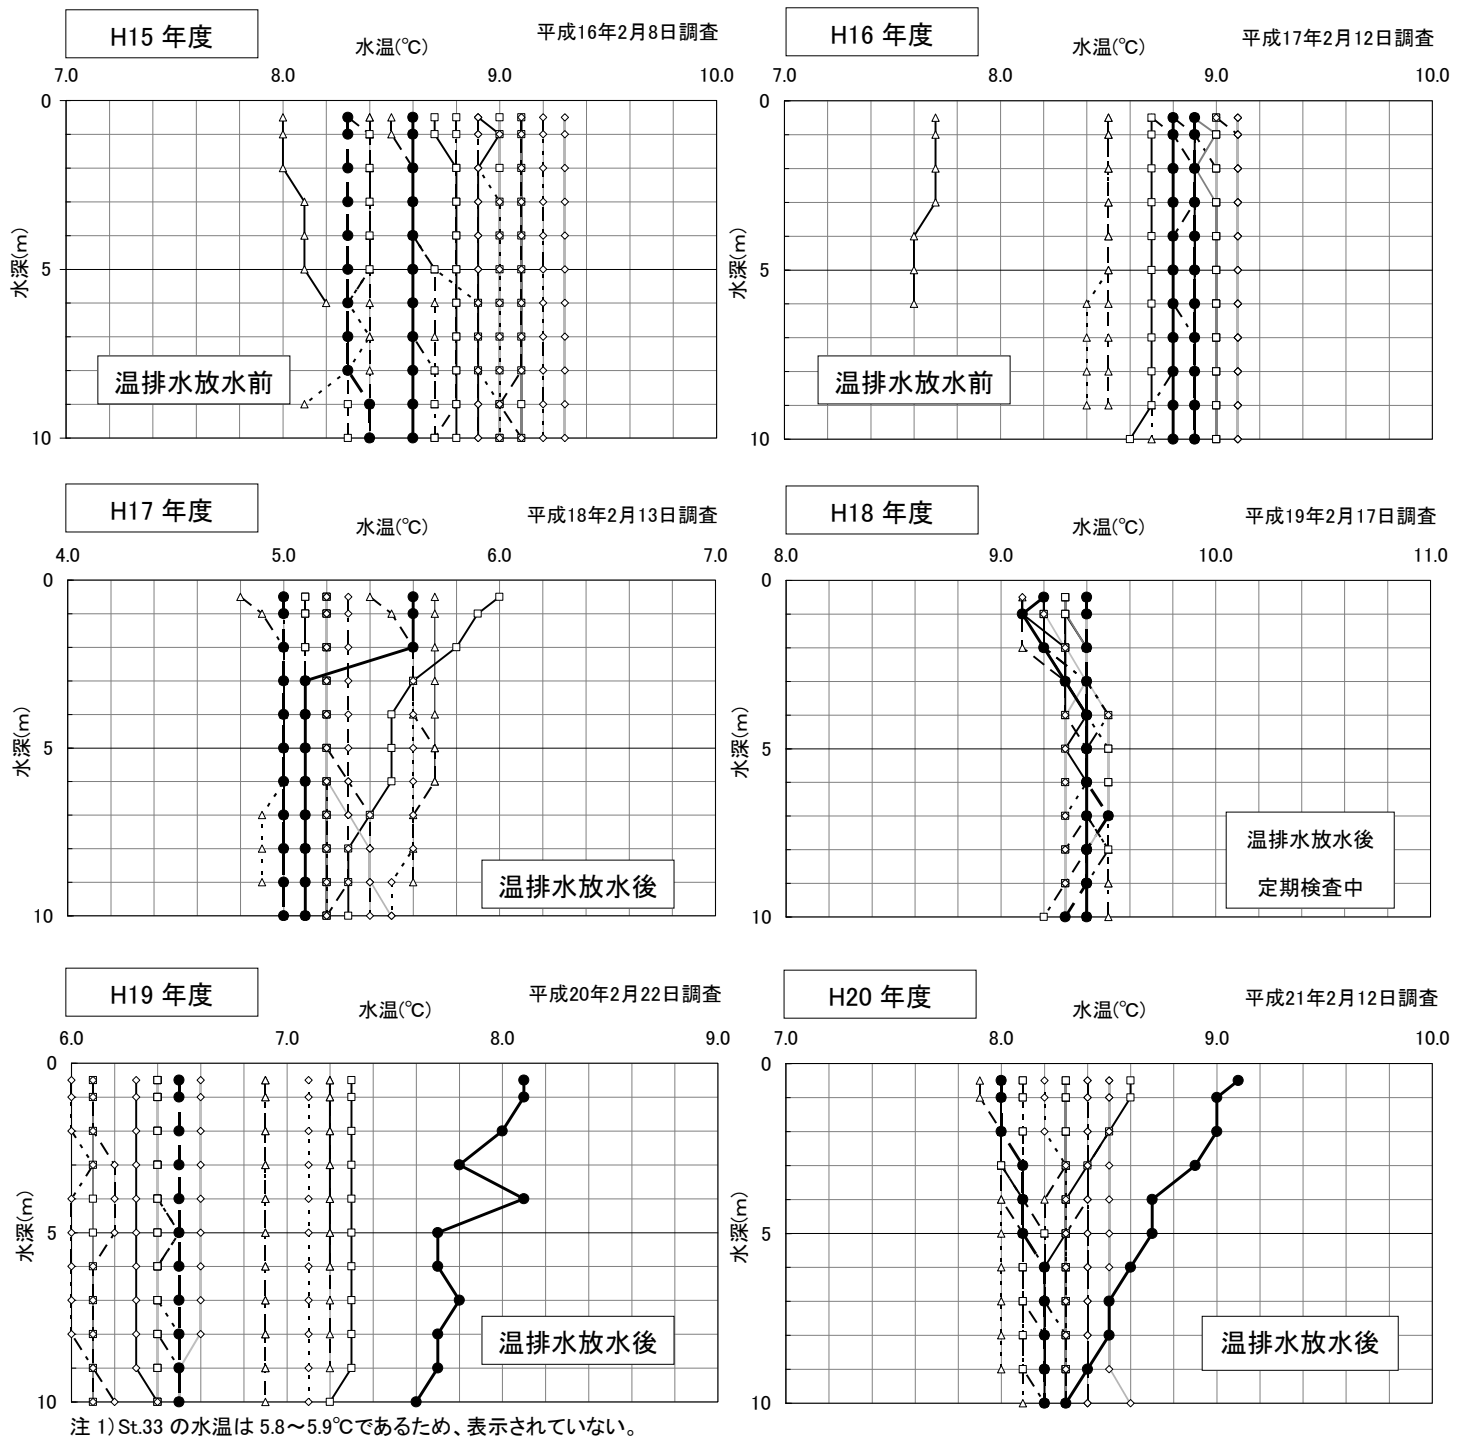 H15 年度
水温(℃)
平成16年2月8日調査
7.0 8.0 9.0 10.0
0
5
10
水深(m)
温排水放水前
H16 年度
水温(℃)
平成17年2月12日調査
7.0 8.0 9.0 10.0
0
5
10
水深(m)
温排水放水前
H17 年度
水温(℃)
平成18年2月13日調査
4.0 5.0 6.0 7.0
0
5
10
水深(m)
温排水放水後
H18 年度
水温(℃)
平成19年2月17日調査
8.0 9.0 10.0 11.0
0
5
10
水深(m)
温排水放水後
定期検査中
H19 年度
水温(℃)
平成20年2月22日調査
6.0 7.0 8.0 9.0
0
5
10
水深(m)
温排水放水後
H20 年度
水温(℃)
平成21年2月12日調査
7.0 8.0 9.0 10.0
0
5
10
水深(m)
温排水放水後
注 1)St.33 の水温は 5.8～5.9℃であるため、表示されていない。